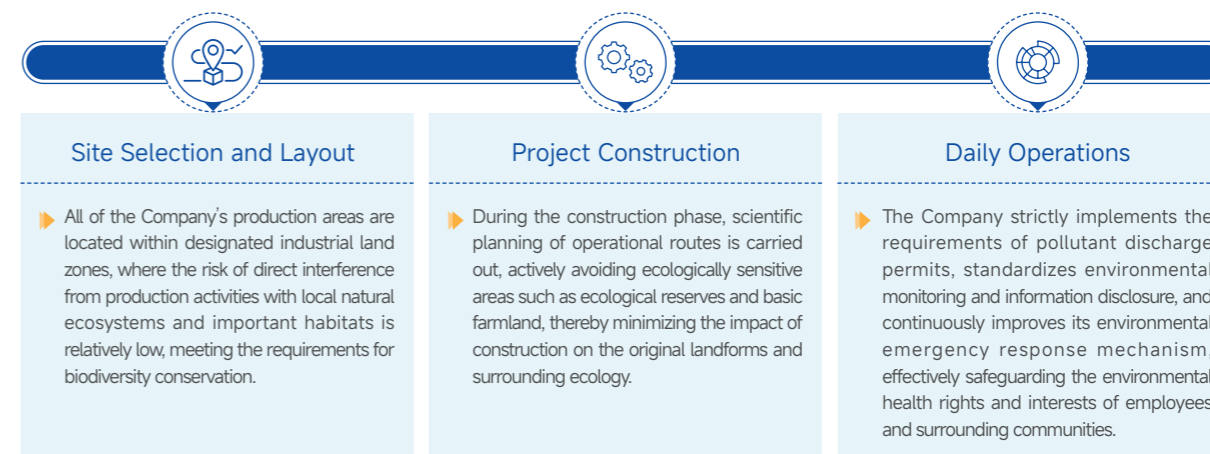 Site Selection and Layout
All of the Company's production areas are
located within designated industrial land
zones, where the risk of direct interference
from production activities with local natural
ecosystems and important habitats is
relatively low, meeting the requirements for
biodiversity conservation.
Project Construction
During the construction phase, scientific
planning of operational routes is carried
out, actively avoiding ecologically sensitive
areas such as ecological reserves and basic
farmland, thereby minimizing the impact of
construction on the original landforms and
surrounding ecology.
Daily Operations
The Company strictly implements the
requirements of pollutant discharge
permits, standardizes environmental
monitoring and information disclosure, and
continuously improves its environmental
emergency response mechanism,
effectively safeguarding the environmental
health rights and interests of employees
and surrounding communities.